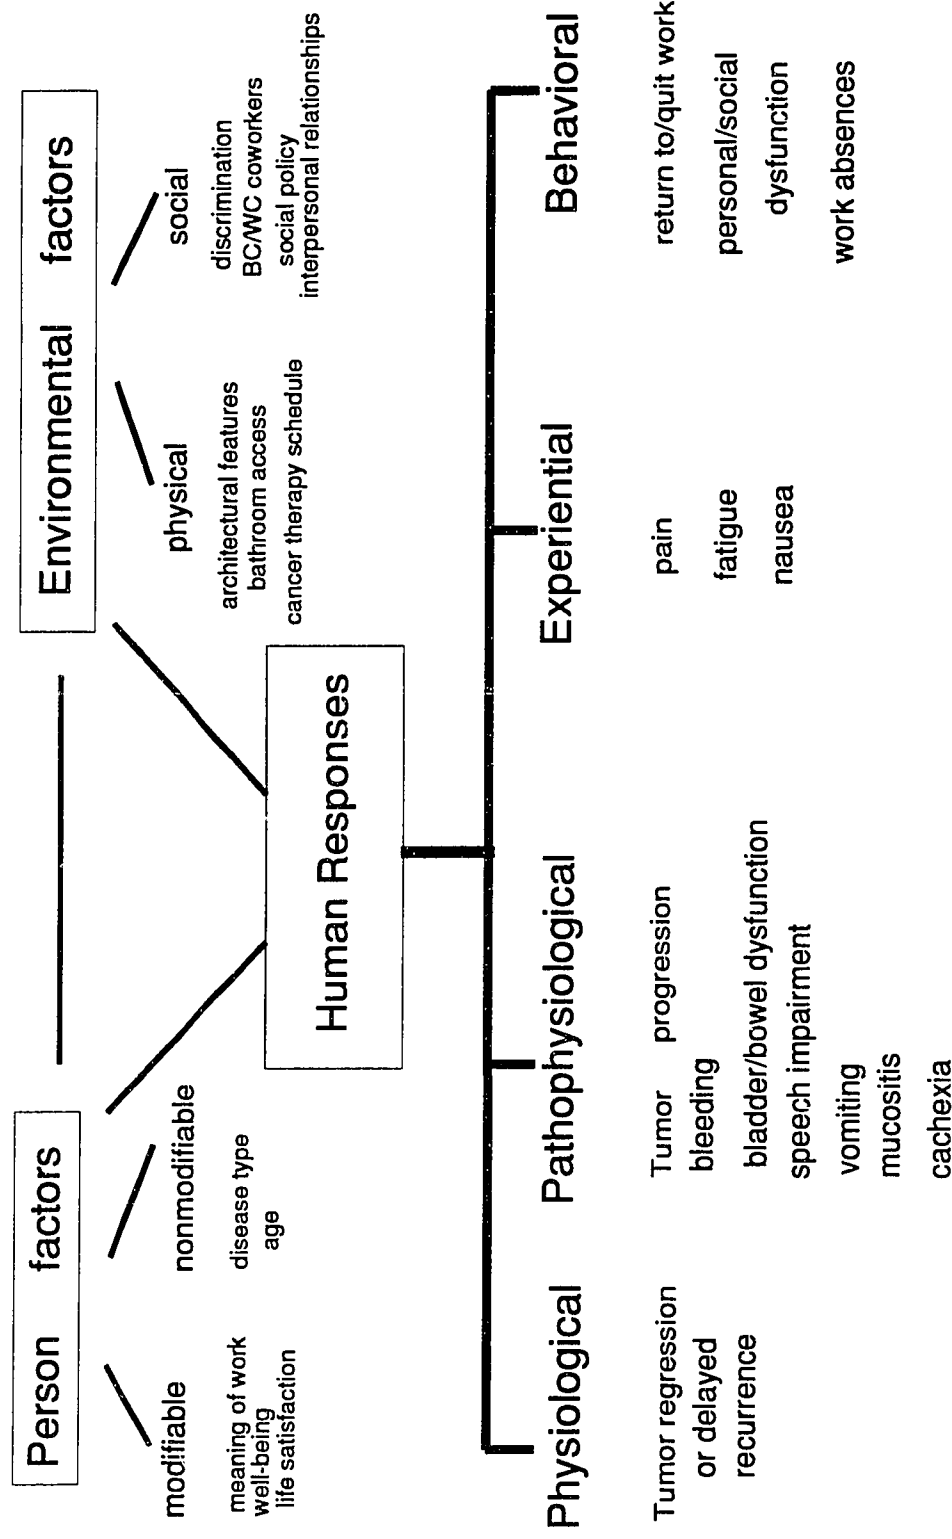 Person factors
modifiable
meaning of work
well-being
life satisfaction
nonmodifiable
disease type
age
Environmental factors
physical
architectural features
bathroom access
cancer therapy schedule
social
discrimination
BC/WC coworkers
social policy
interpersonal relationships
Human Responses
Physiological
Tumor regression
or delayed
recurrence
Pathophysiological
Tumor progression
bleeding
bladder/bowel dysfunction
speech impairment
vomiting
mucositis
cachexia
Experiential
pain
fatigue
nausea
Behavioral
return to/quit work
personal/social
dysfunction
work absences